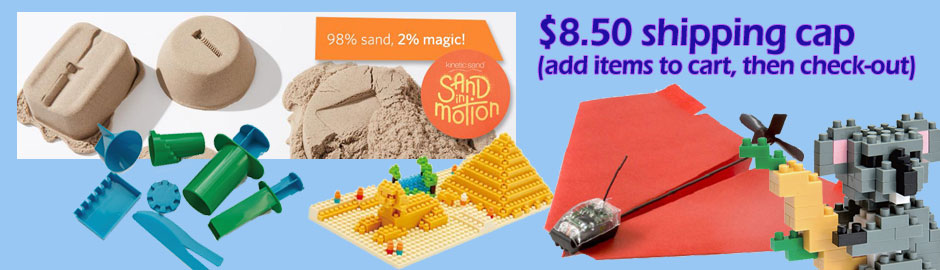 98% sand, 2% magic!
kinetic sand
SAND
in
motion
$8.50 shipping cap
(add items to cart, then check-out)